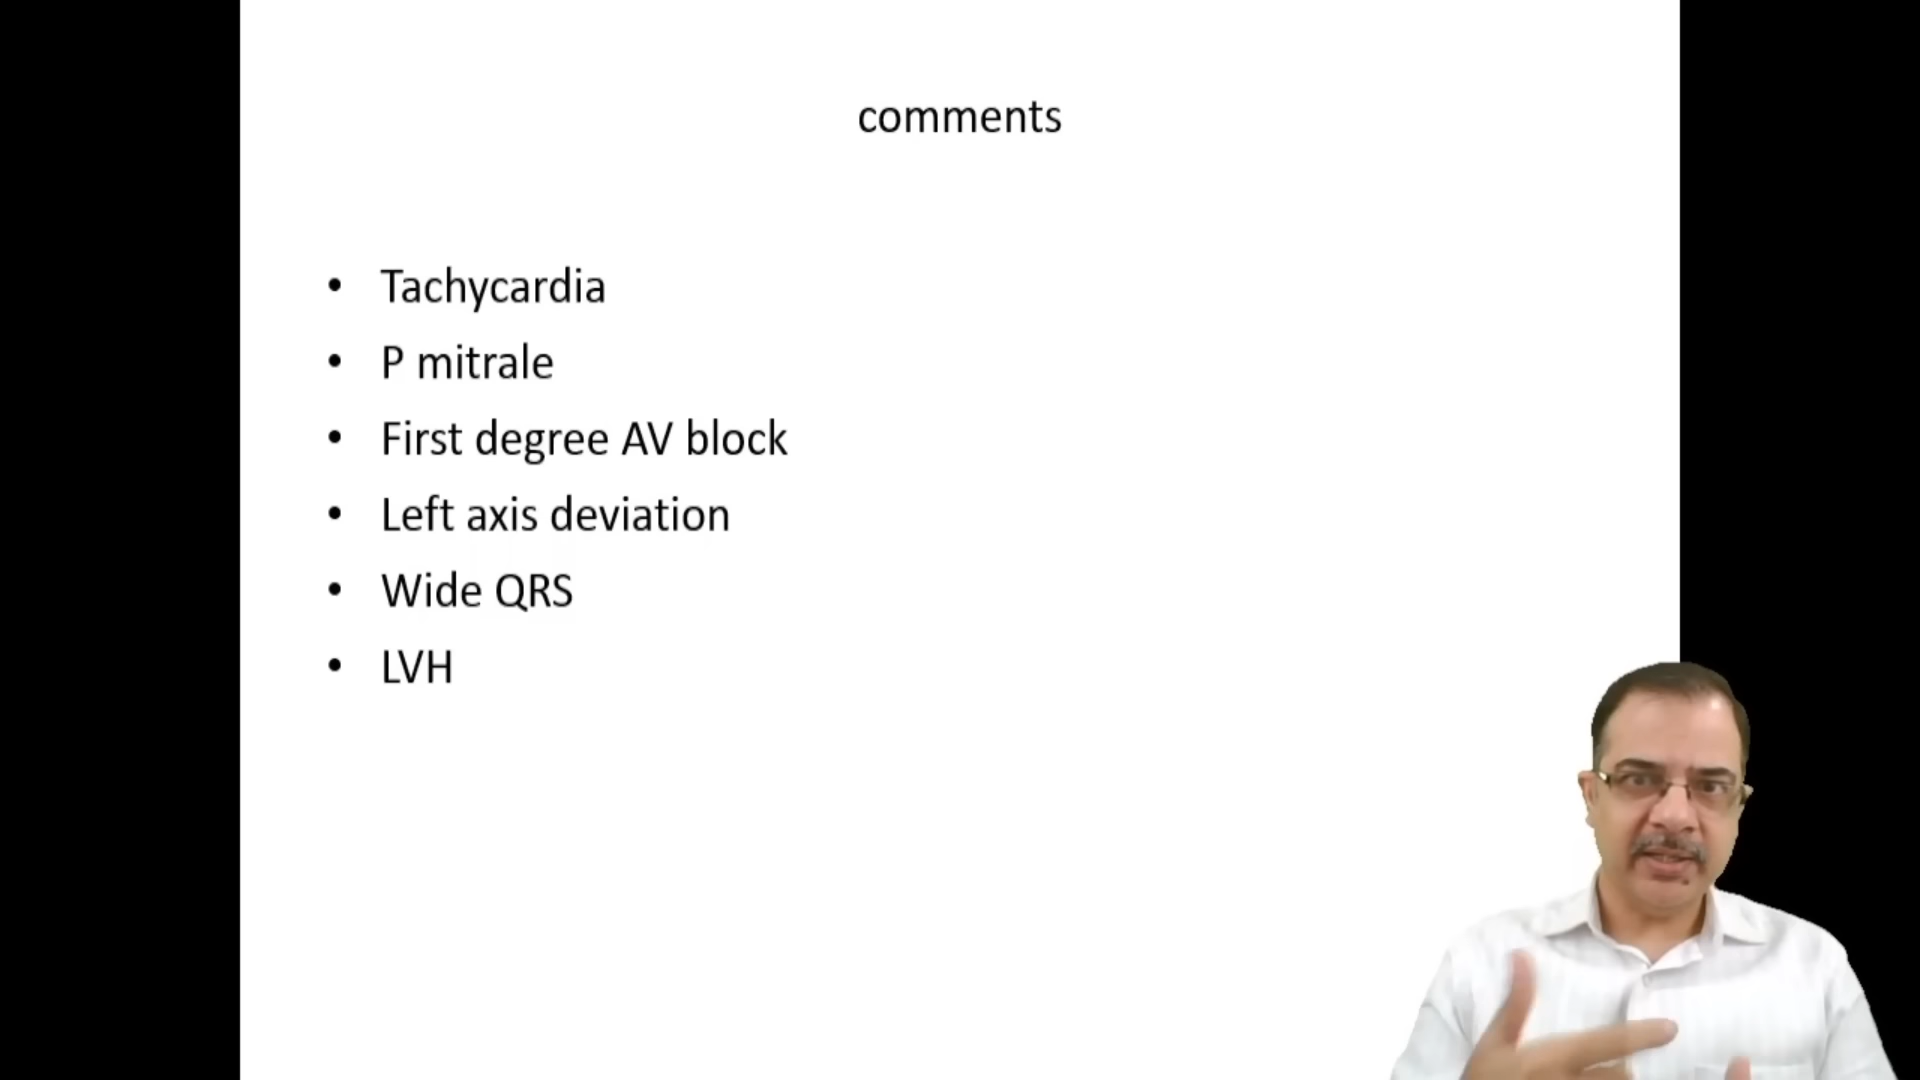 comments
• Tachycardia
• P mitrale
• First degree AV block
• Left axis deviation
• Wide QRS
• LVH